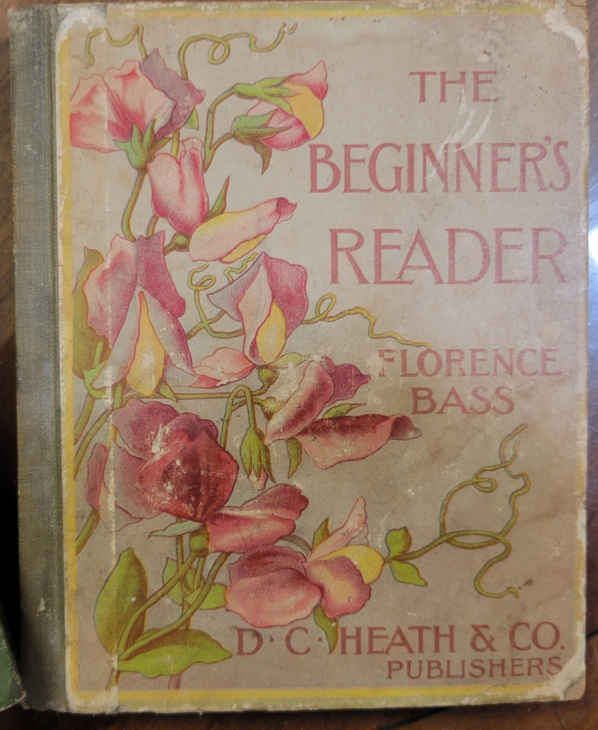 THE
BEGINNER'S
READER
FLORENCE
BASS
D· C· HEATH & CO.
PUBLISHERS